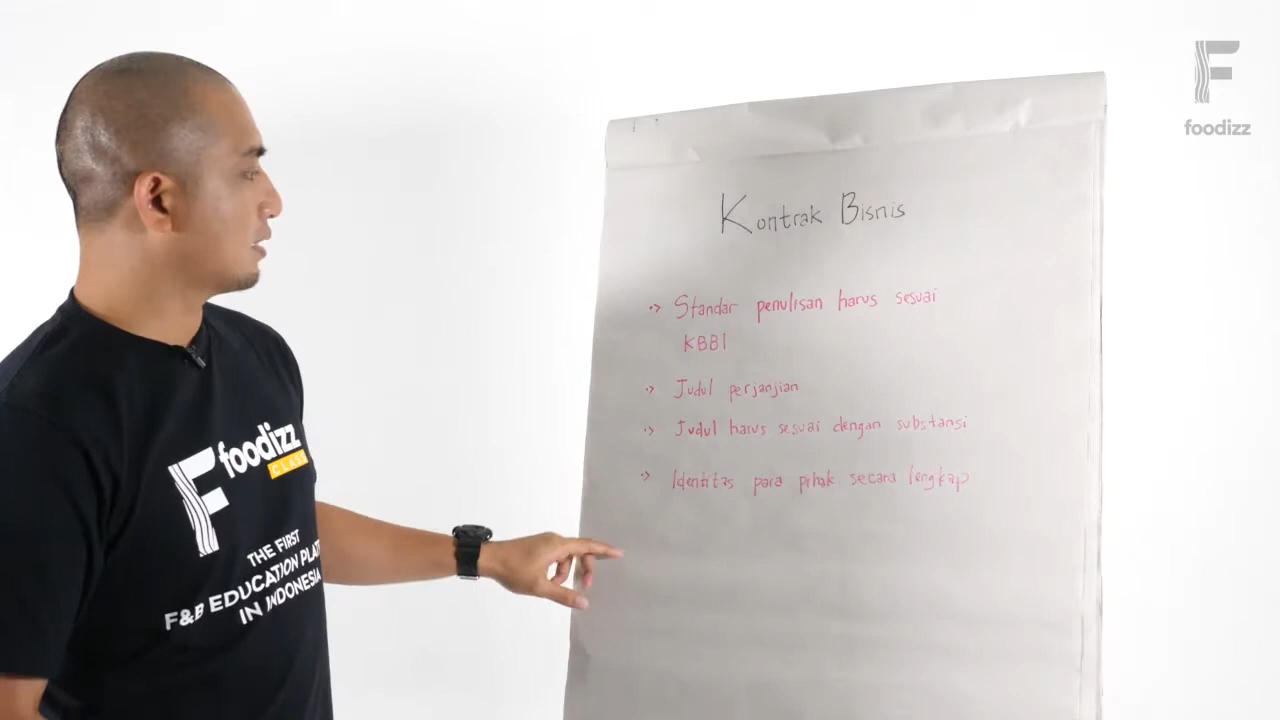 F
foodizz
Kontrak Bisnis
·> Standar penulisan harus sesuai
KBBI
·> Judul perjanjian
·> Judul harus sesuai dengan substansi
·> Identitas para pihak secara lengkap
F foodizz
CLASS
THE FIRST
F&B EDUCATION PLAT
IN INDONESIA